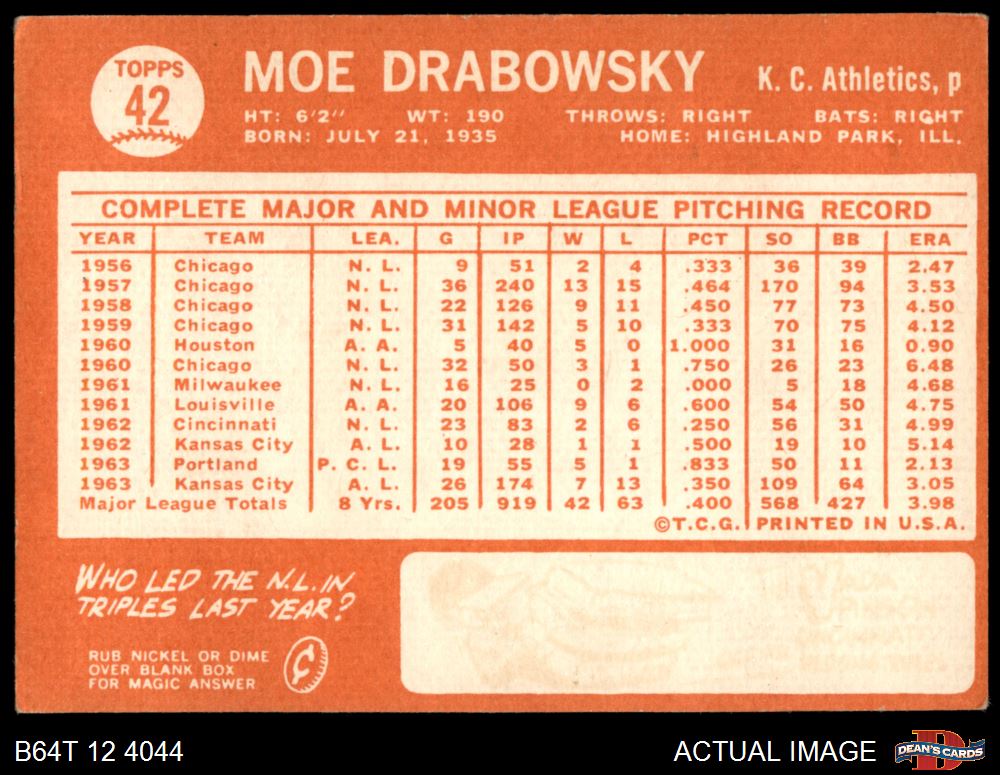 TOPPS
42
MOE DRABOWSKY K. C. Athletics, p
HT: 6'2" WT: 190 THROWS: RIGHT BATS: RIGHT
BORN: JULY 21, 1935 HOME: HIGHLAND PARK, ILL.
COMPLETE MAJOR AND MINOR LEAGUE PITCHING RECORD
YEAR TEAM LEA. G IP W L PCT SO BB ERA
1956 Chicago N. L. 9 51 2 4 .333 36 39 2.47
1957 Chicago N. L. 36 240 13 15 .464 170 94 3.53
1958 Chicago N. L. 22 126 9 11 .450 77 73 4.50
1959 Chicago N. L. 31 142 5 10 .333 70 75 4.12
1960 Houston A. A. 5 40 5 0 1.000 31 16 0.90
1960 Chicago N. L. 32 50 3 1 .750 26 23 6.48
1961 Milwaukee N. L. 16 25 0 2 .000 5 18 4.68
1961 Louisville A. A. 20 106 9 6 .600 54 50 4.75
1962 Cincinnati N. L. 23 83 2 6 .250 56 31 4.99
1962 Kansas City A. L. 10 28 1 1 .500 19 10 5.14
1963 Portland P. C. L. 19 55 5 1 .833 50 11 2.13
1963 Kansas City A. L. 26 174 7 13 .350 109 64 3.05
Major League Totals 8 Yrs. 205 919 42 63 .400 568 427 3.98
©T.C.G. PRINTED IN U.S.A.
WHO LED THE N.L. IN
TRIPLES LAST YEAR?
RUB NICKEL OR DIME
OVER BLANK BOX
FOR MAGIC ANSWER
¢
B64T 12 4044 ACTUAL IMAGE DEAN'S CARDS